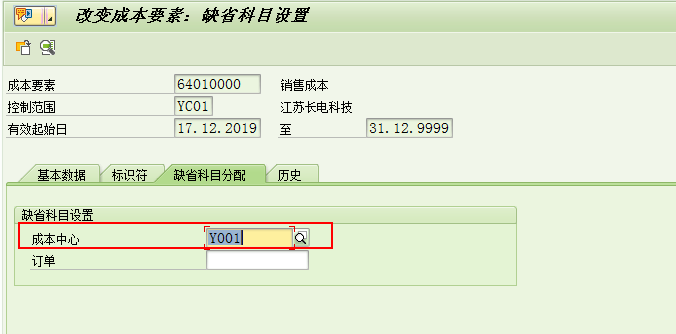 改变成本要素: 缺省科目设置
成本要素 64010000 销售成本
控制范围 YC01 江苏长电科技
有效起始日 17.12.2019 至 31.12.9999
基本数据 标识符 缺省科目分配 历史
缺省科目设置
成本中心 Y001
订单